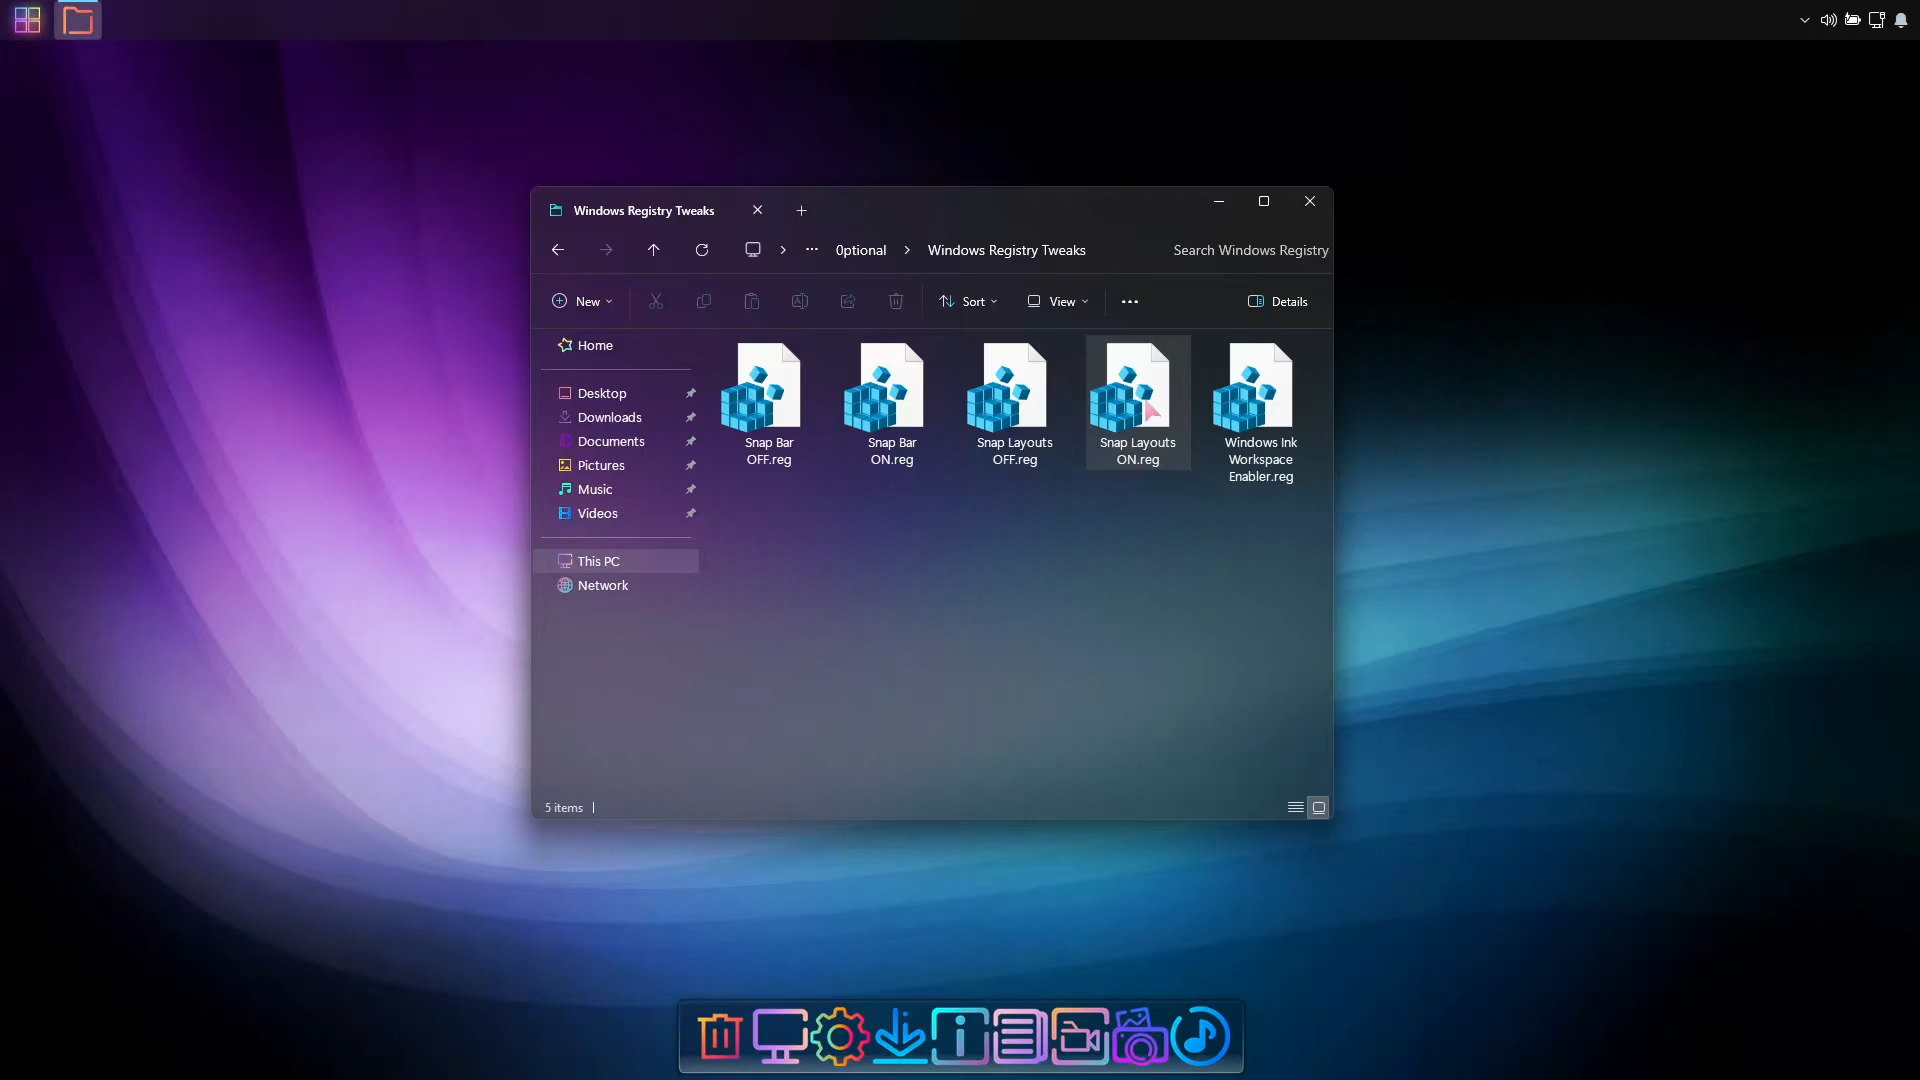 Windows Registry Tweaks
0ptional
Windows Registry Tweaks
Search Windows Registry
New
Sort
View
Details
Home
Desktop
Downloads
Documents
Pictures
Music
Videos
This PC
Network
Snap Bar
OFF.reg
Snap Bar
ON.reg
Snap Layouts
OFF.reg
Snap Layouts
ON.reg
Windows Ink
Workspace
Enabler.reg
5 items